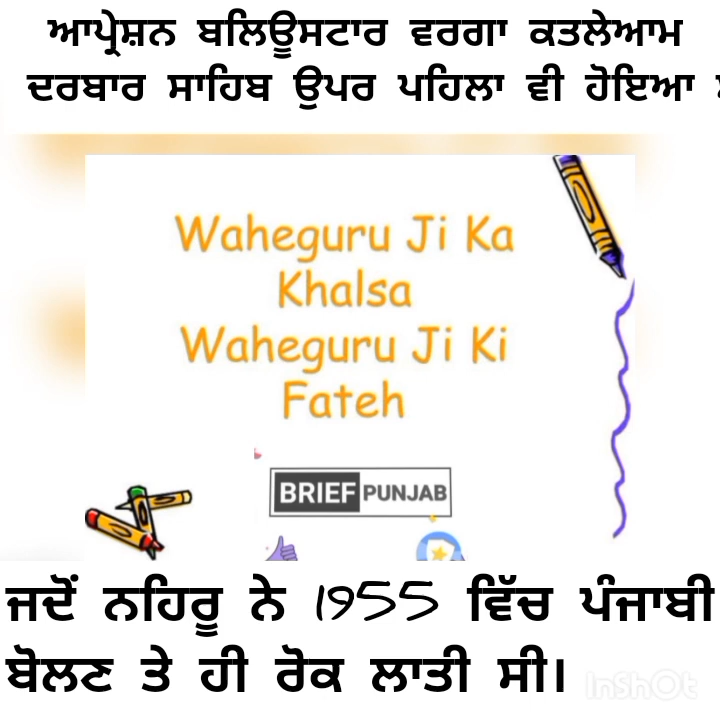 ਆਪ੍ਰੇਸ਼ਨ ਬਲਿਊਸਟਾਰ ਵਰਗਾ ਕਤਲੇਆਮ
ਦਰਬਾਰ ਸਾਹਿਬ ਉਪਰ ਪਹਿਲਾ ਵੀ ਹੋਇਆ
Waheguru Ji Ka
Khalsa
Waheguru Ji Ki
Fateh
BRIEF PUNJAB
ਜਦੋਂ ਨਹਿਰੂ ਨੇ 1955 ਵਿੱਚ ਪੰਜਾਬੀ
ਬੋਲਣ ਤੇ ਹੀ ਰੋਕ ਲਾਤੀ ਸੀ।
InShOt